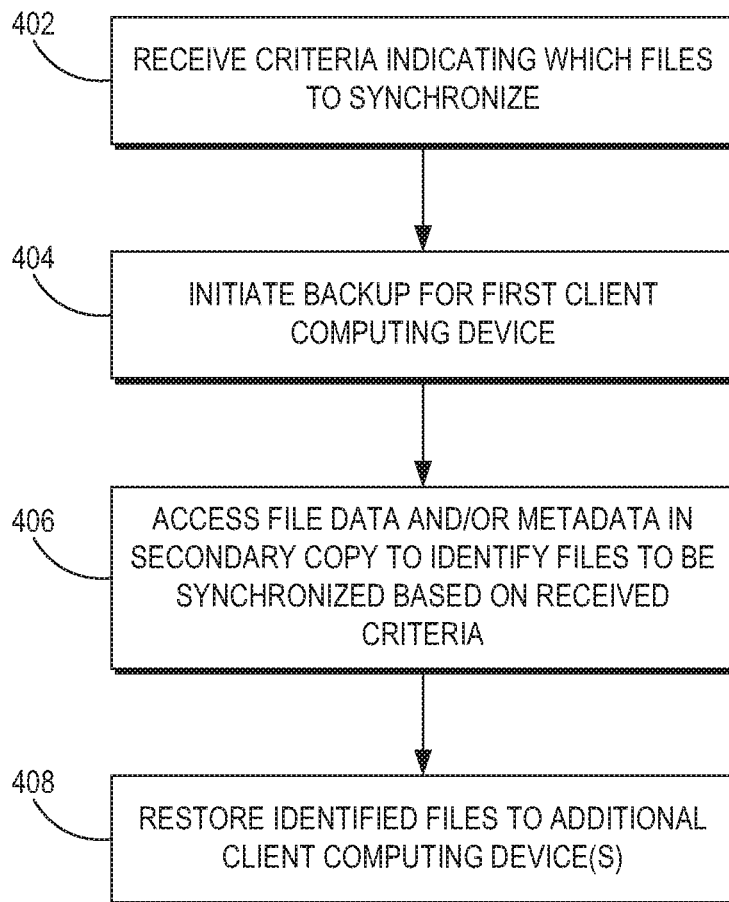 402
RECEIVE CRITERIA INDICATING WHICH FILES
TO SYNCHRONIZE
404
INITIATE BACKUP FOR FIRST CLIENT
COMPUTING DEVICE
406
ACCESS FILE DATA AND/OR METADATA IN
SECONDARY COPY TO IDENTIFY FILES TO BE
SYNCHRONIZED BASED ON RECEIVED
CRITERIA
408
RESTORE IDENTIFIED FILES TO ADDITIONAL
CLIENT COMPUTING DEVICE(S)